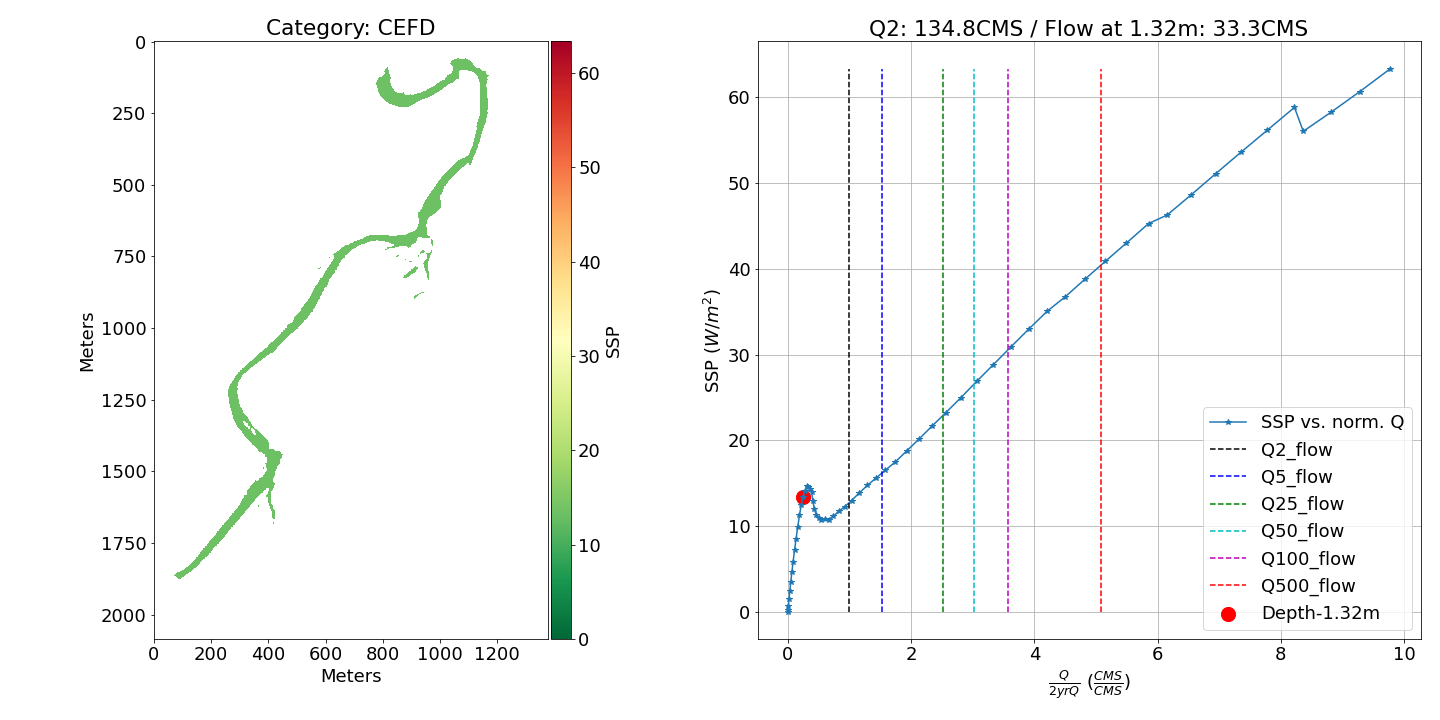 Category: CEFD
0
250
500
750
1000
1250
1500
1750
2000
Meters
0 200 400 600 800 1000 1200
Meters
60
50
40
30
20
10
0
SSP
Q2: 134.8CMS / Flow at 1.32m: 33.3CMS
60
50
40
30
20
10
0
SSP (W/m²)
0 2 4 6 8 10
Q/2yrQ (CMS/CMS)
SSP vs. norm. Q
Q2_flow
Q5_flow
Q25_flow
Q50_flow
Q100_flow
Q500_flow
Depth-1.32m